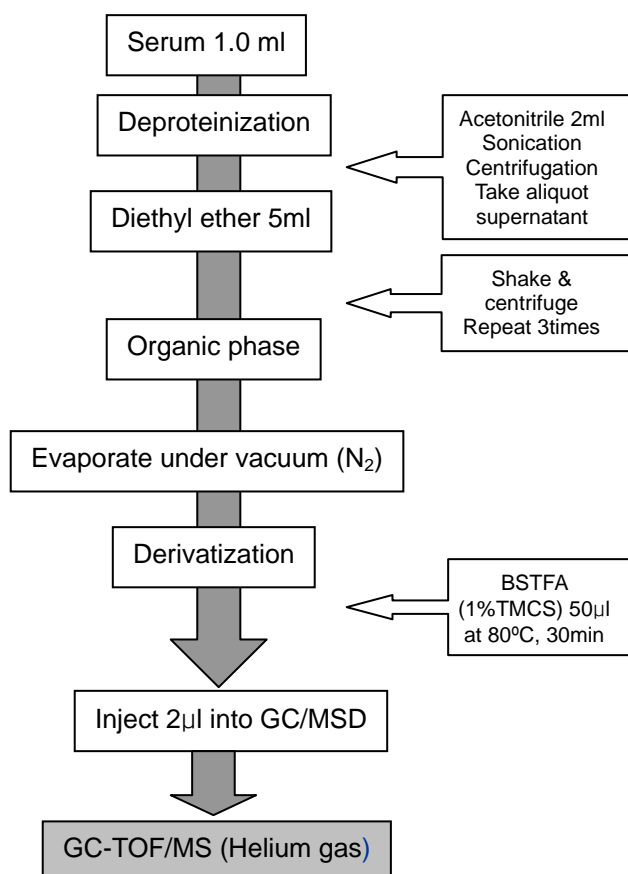 Serum 1.0 ml
Deproteinization
Acetonitrile 2ml
Sonication
Centrifugation
Take aliquot
supernatant
Diethyl ether 5ml
Shake &
centrifuge
Repeat 3times
Organic phase
Evaporate under vacuum (N₂)
Derivatization
BSTFA
(1%TMCS) 50µl
at 80ºC, 30min
Inject 2µl into GC/MSD
GC-TOF/MS (Helium gas)